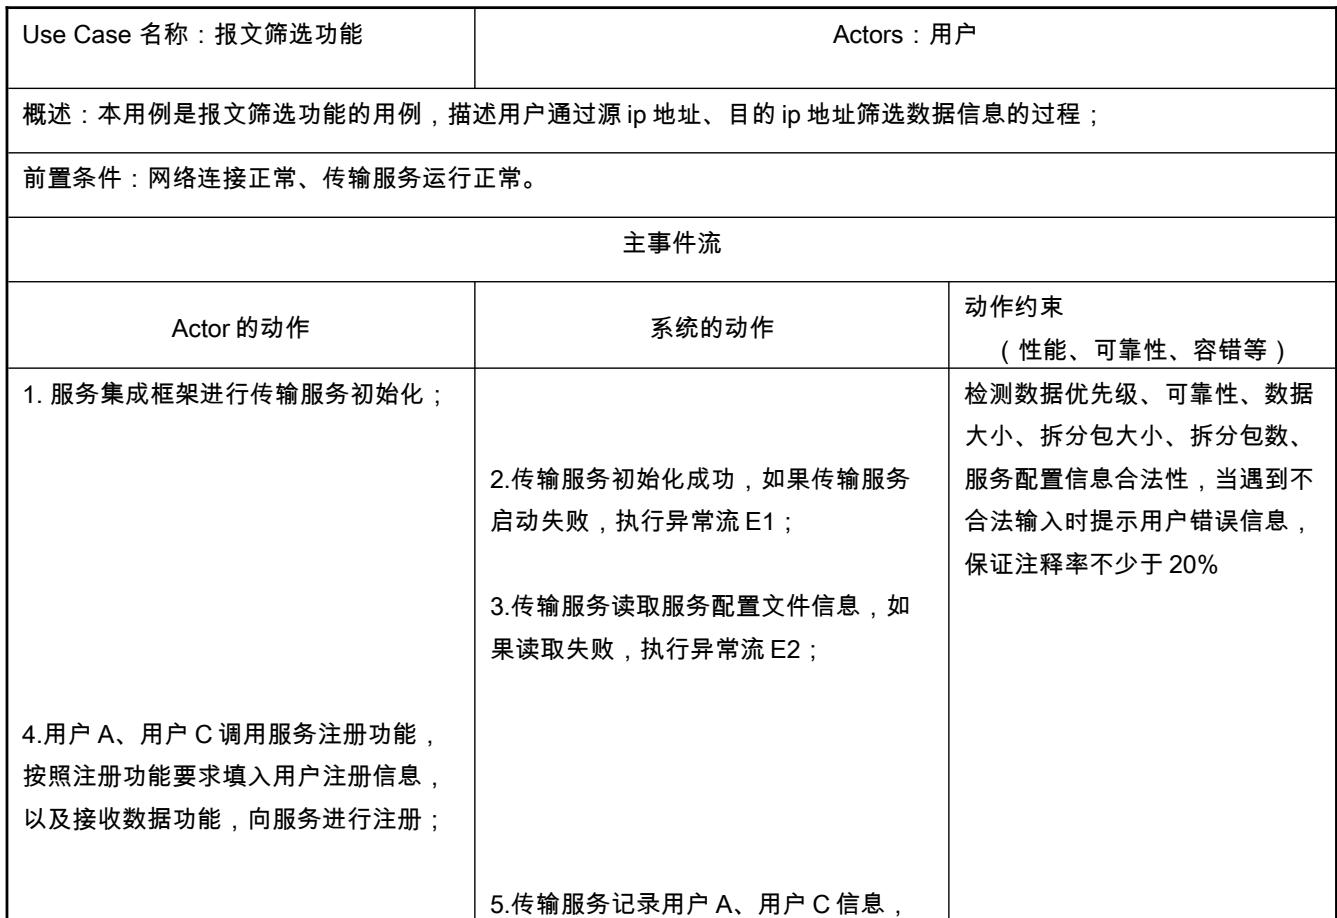 Use Case 名称：报文筛选功能
Actors：用户
概述：本用例是报文筛选功能的用例，描述用户通过源 ip 地址、目的 ip 地址筛选数据信息的过程；
前置条件：网络连接正常、传输服务运行正常。
主事件流
Actor 的动作
系统的动作
动作约束
（性能、可靠性、容错等）
1. 服务集成框架进行传输服务初始化；
检测数据优先级、可靠性、数据
大小、拆分包大小、拆分包数、
服务配置信息合法性，当遇到不
合法输入时提示用户错误信息，
保证注释率不少于 20%
2.传输服务初始化成功，如果传输服务
启动失败，执行异常流 E1；
3.传输服务读取服务配置文件信息，如
果读取失败，执行异常流 E2；
4.用户 A、用户 C 调用服务注册功能，
按照注册功能要求填入用户注册信息，
以及接收数据功能，向服务进行注册；
5.传输服务记录用户 A、用户 C 信息，